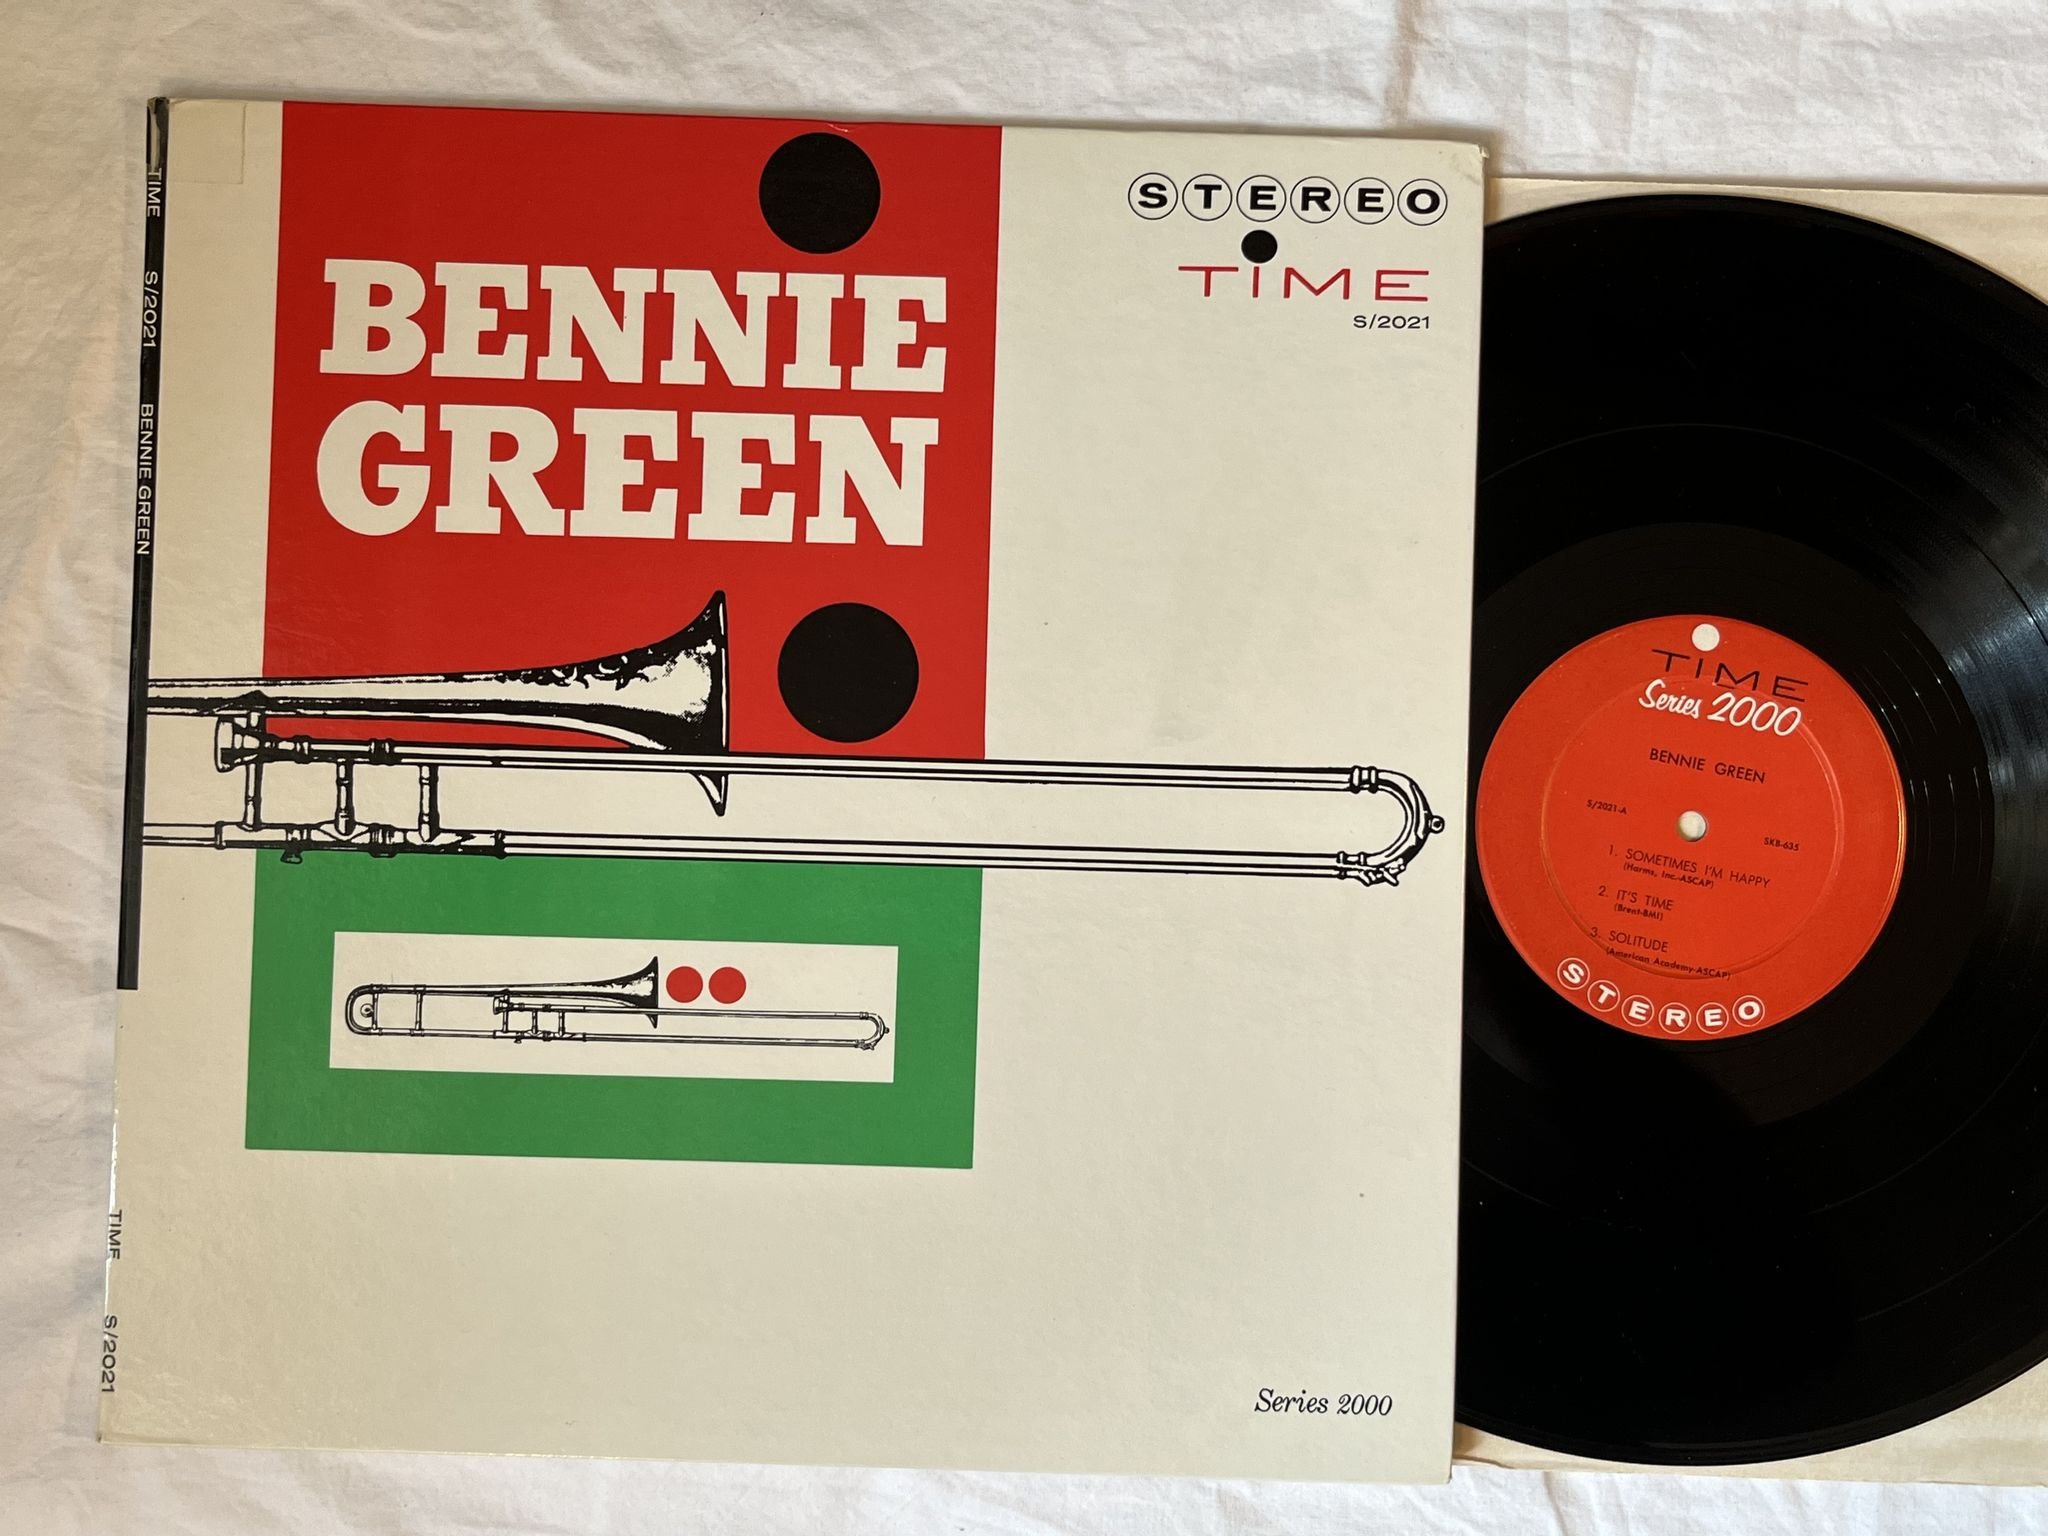 TIME S/2021 BENNIE GREEN
TIME S/2021
BENNIE
GREEN
STEREO
TIME
S/2021
Series 2000
TIME
Series 2000
BENNIE GREEN
S/2021-A
SKB-635
1. SOMETIMES I'M HAPPY
(Harms, Inc.-ASCAP)
2. IT'S TIME
(Brent-BMI)
3. SOLITUDE
(American Academy-ASCAP)
STEREO